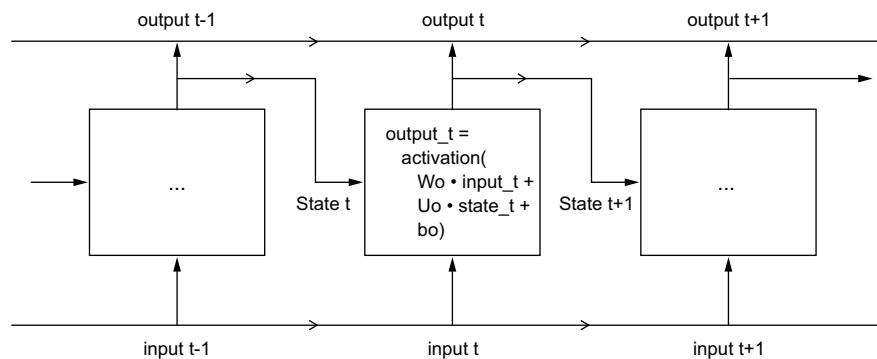 output t-1
output t
output t+1
...
output_t =
activation(
Wo • input_t +
Uo • state_t +
bo)
...
State t
State t+1
input t-1
input t
input t+1